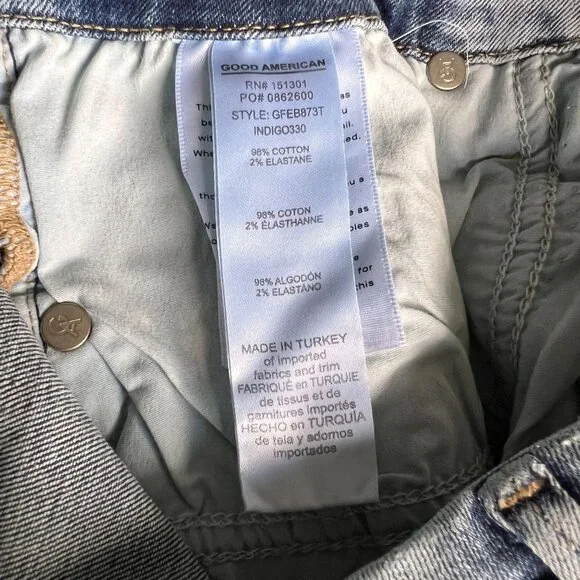 GOOD AMERICAN
RN# 151301
PO# 0862600
STYLE: GFEB873T
INDIGO330
98% COTTON
2% ELASTANE
98% COTON
2% ÉLASTHANNE
98% ALGODÓN
2% ELASTANO
MADE IN TURKEY
of imported
fabrics and trim
FABRIQUÉ en TURQUIE
de tissus et de
garnitures importés
HECHO en TURQUÍA
de tela y adornos
importados
GA